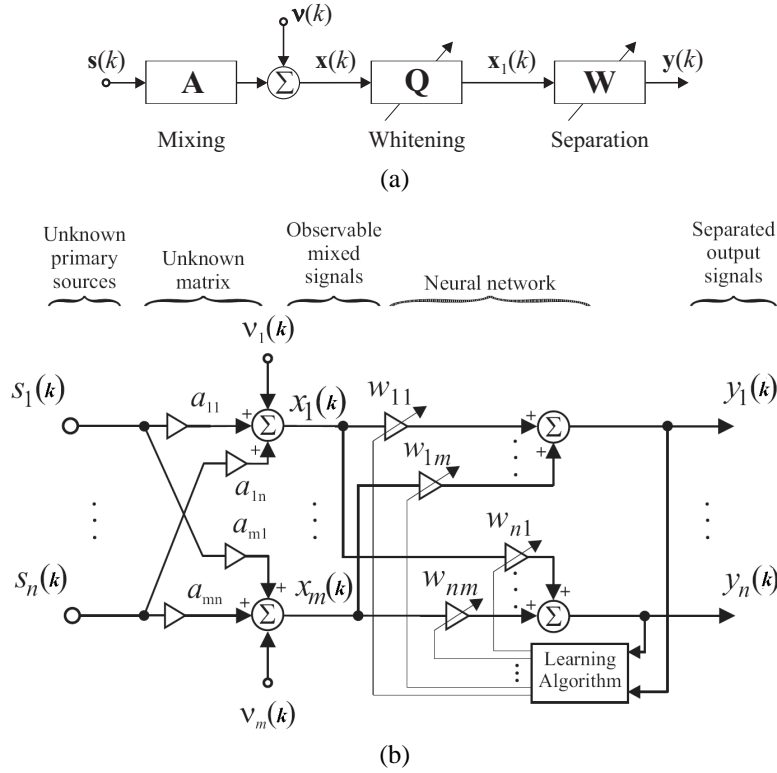 ν(k)
s(k)
A
Σ
x(k)
Q
x₁(k)
W
y(k)
Mixing
Whitening
Separation
(a)
Unknown
primary
sources
Unknown
matrix
Observable
mixed
signals
Neural network
Separated
output
signals
ν₁(k)
s₁(k)
a₁₁
+
Σ
+
x₁(k)
w₁₁
+
Σ
+
y₁(k)
a₁ₙ
w₁ₘ
aₘ₁
wₙ₁
sₙ(k)
aₘₙ
+
+
Σ
xₘ(k)
wₙₘ
+
+
Σ
yₙ(k)
Learning
Algorithm
νₘ(k)
(b)